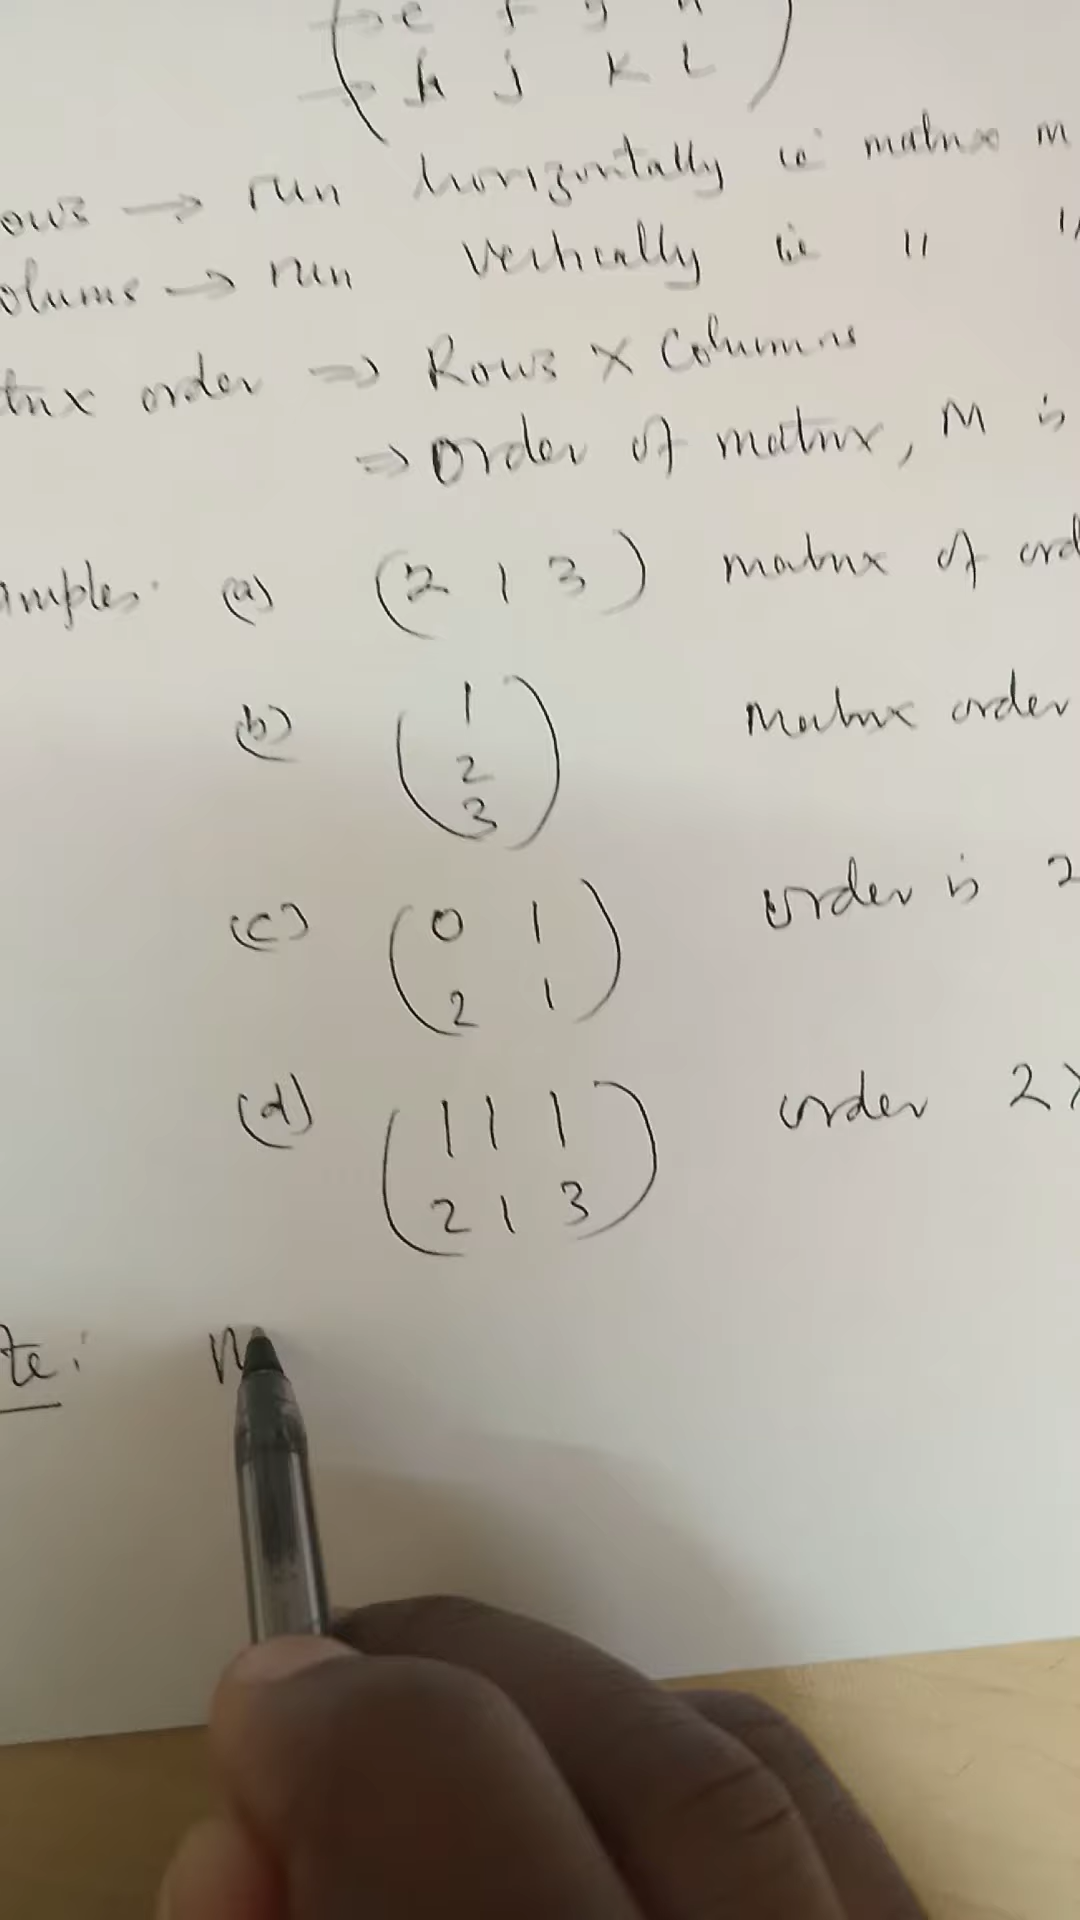 e f g
h j k L
ows → run horizontally ie matrix m
olums → run vertically ie " "
trix order ⇒ Rows × Columns
⇒ Order of matrix, M is
amples: (a) (2 1 3) matrix of ord
(b) (1 Matrix order
2
3)
(c) (0 1 order is 2
2 1)
(d) (1 1 1 order 2×
2 1 3)
te: